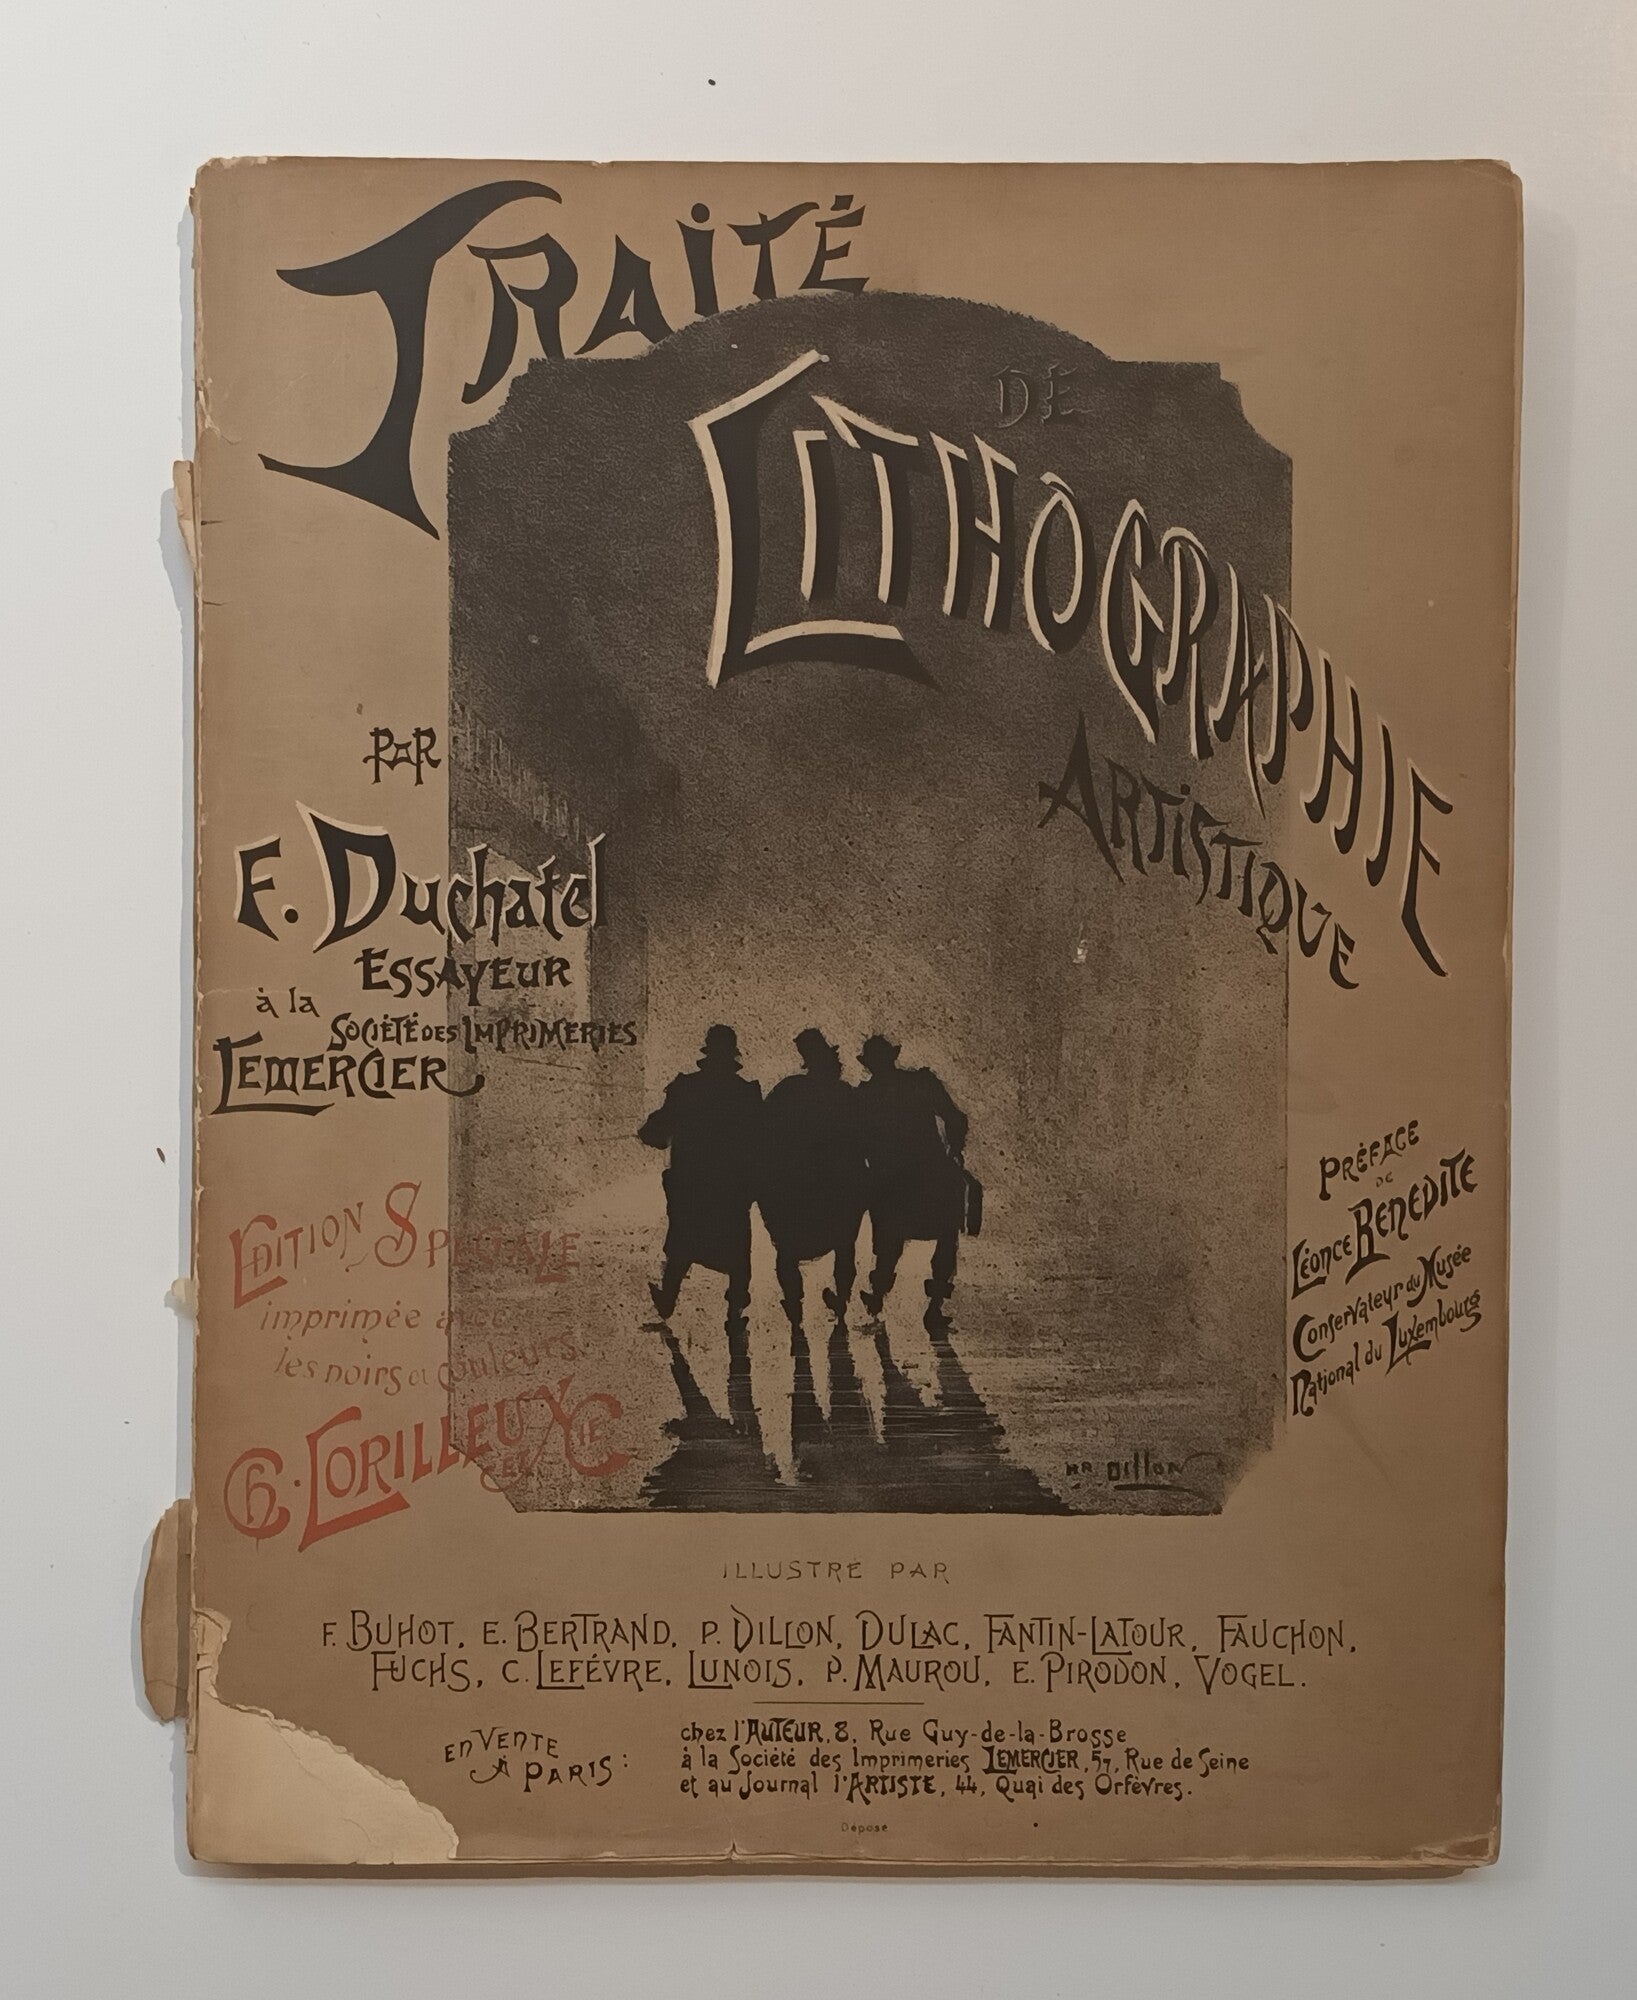 TRAITÉ
DE
LITHOGRAPHIE
ARTISTIQUE
PAR
F. Duchatel
ESSAYEUR
à la
SOCIÉTÉ DES IMPRIMERIES
LEMERCIER
EDITION SPECIALE
imprimée avec
les noirs et couleurs
CH. LORILLEUX
ET CIE
PRÉFACE
DE
LÉONCE BENEDITE
Conservateur du Musée
National du Luxembourg
HR DILLON
ILLUSTRÉ PAR
F. BUHOT, E. BERTRAND, P. DILLON, DULAC, FANTIN-LATOUR, FAUCHON,
FUCHS, C. LEFÉVRE, LUNOIS, P. MAUROU, E. PIRODON, VOGEL.
EN VENTE
À PARIS:
chez l'AUTEUR, 8, Rue Guy-de-la-Brosse
à la Société des Imprimeries LEMERCIER, 57, Rue de Seine
et au Journal l'ARTISTE, 44, Quai des Orfèvres.
Déposé